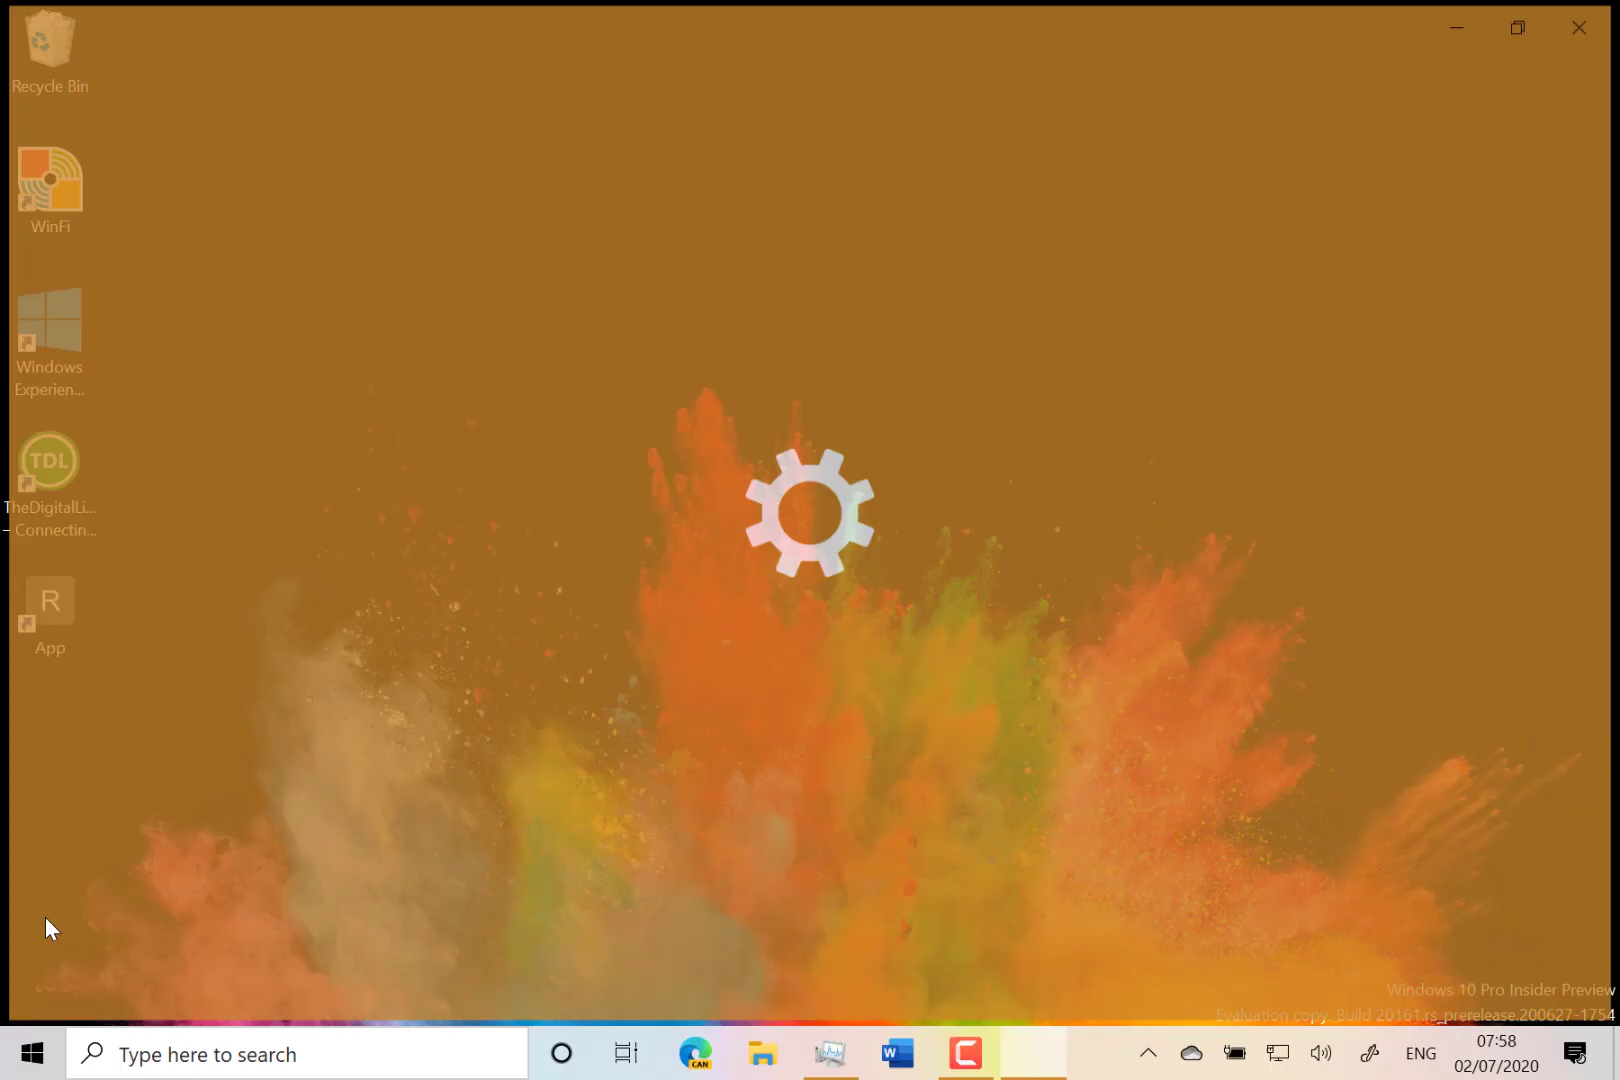 Recycle Bin
WinFi
Windows
Experien...
TDL
TheDigitalLi...
– Connectin...
R
App
Windows 10 Pro Insider Preview
Evaluation copy. Build 20161.rs_prerelease.200627-1754
Type here to search
CAN
W
C
ENG
07:58
02/07/2020